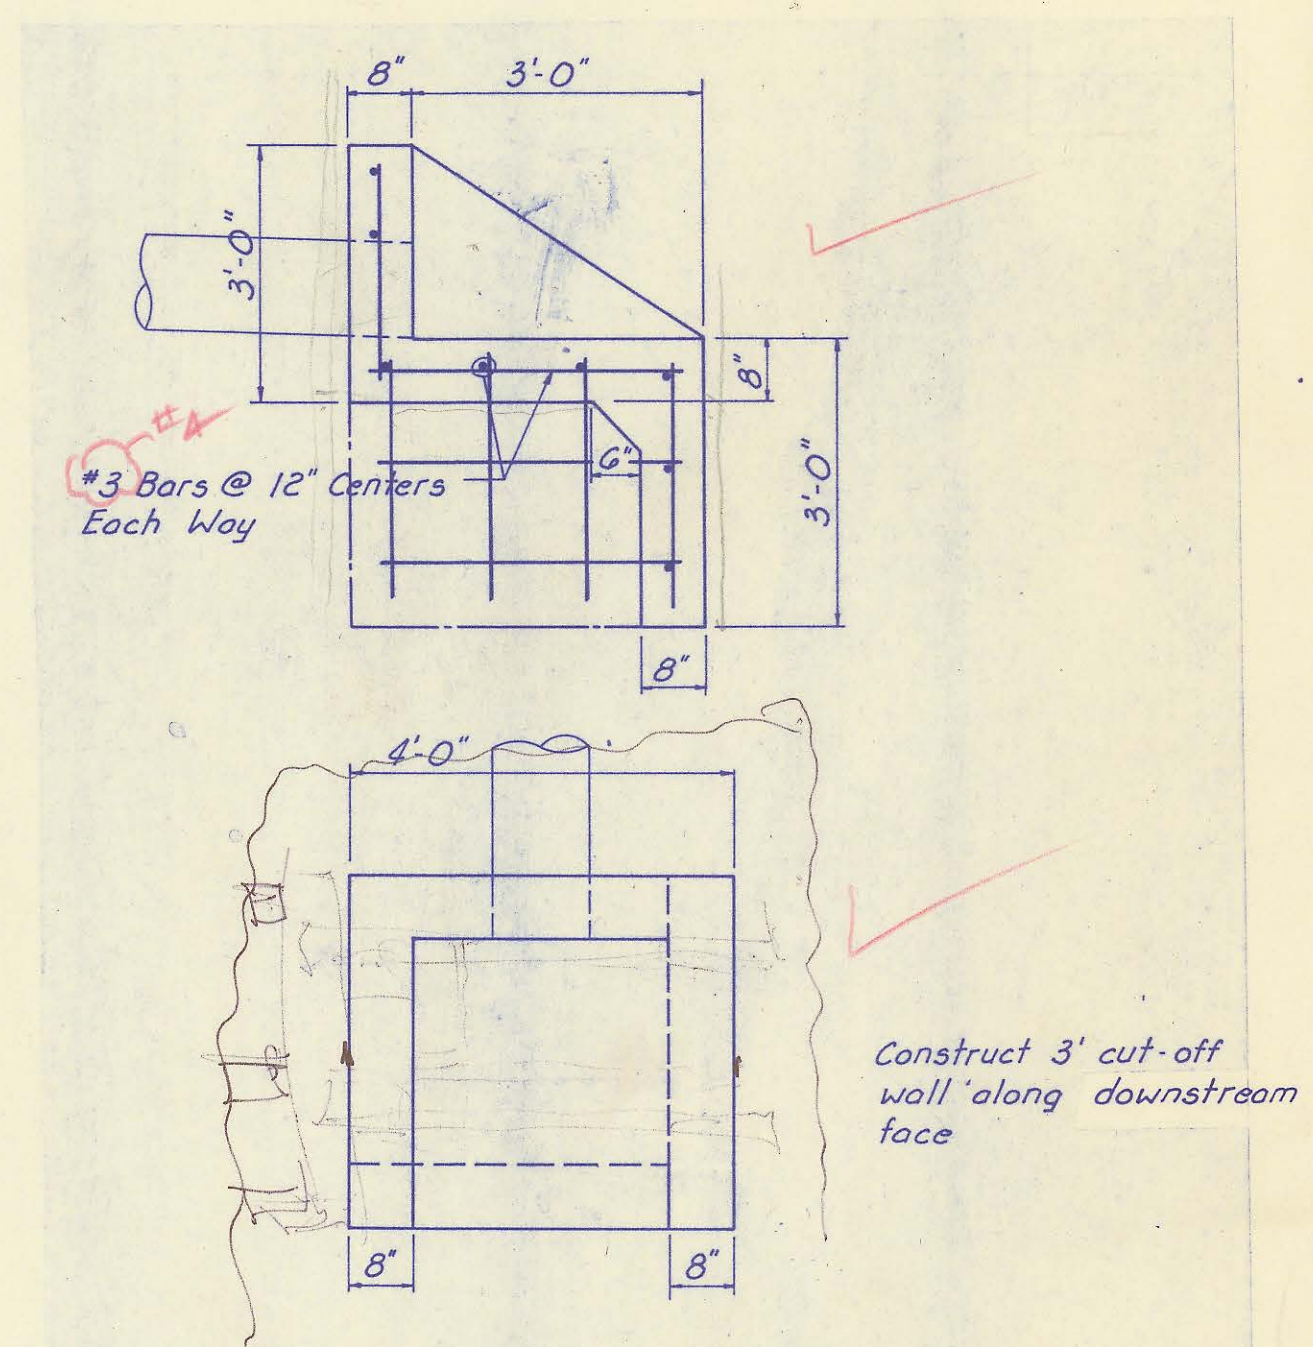 8" 3'-0"
3'-0"
8"
#4
#3 Bars @ 12" Centers
Each Way
6"
3'-0"
8"
4'-0"
Construct 3' cut-off
wall along downstream
face
8" 8"